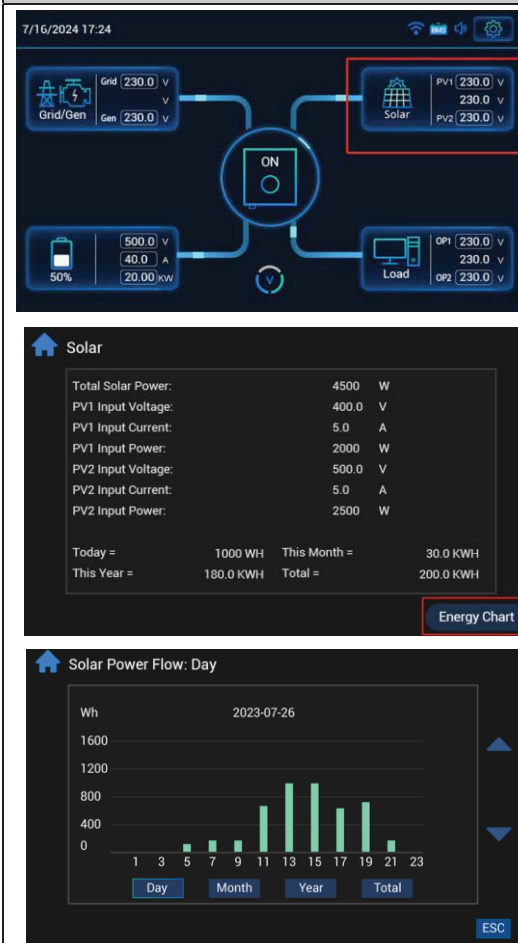 7/16/2024 17:24
BMS
Grid 230.0 V
V
Grid/Gen
Gen 230.0 V
PV1 230.0 V
230.0 V
Solar
PV2 230.0 V
ON
500.0 V
40.0 A
50%
20.00 KW
V
OP1 230.0 V
230.0 V
Load
OP2 230.0 V
Solar
Total Solar Power: 4500 W
PV1 Input Voltage: 400.0 V
PV1 Input Current: 5.0 A
PV1 Input Power: 2000 W
PV2 Input Voltage: 500.0 V
PV2 Input Current: 5.0 A
PV2 Input Power: 2500 W
Today = 1000 WH This Month = 30.0 KWH
This Year = 180.0 KWH Total = 200.0 KWH
Energy Chart
Solar Power Flow: Day
Wh 2023-07-26
1600
1200
800
400
0
1 3 5 7 9 11 13 15 17 19 21 23
Day Month Year Total
ESC